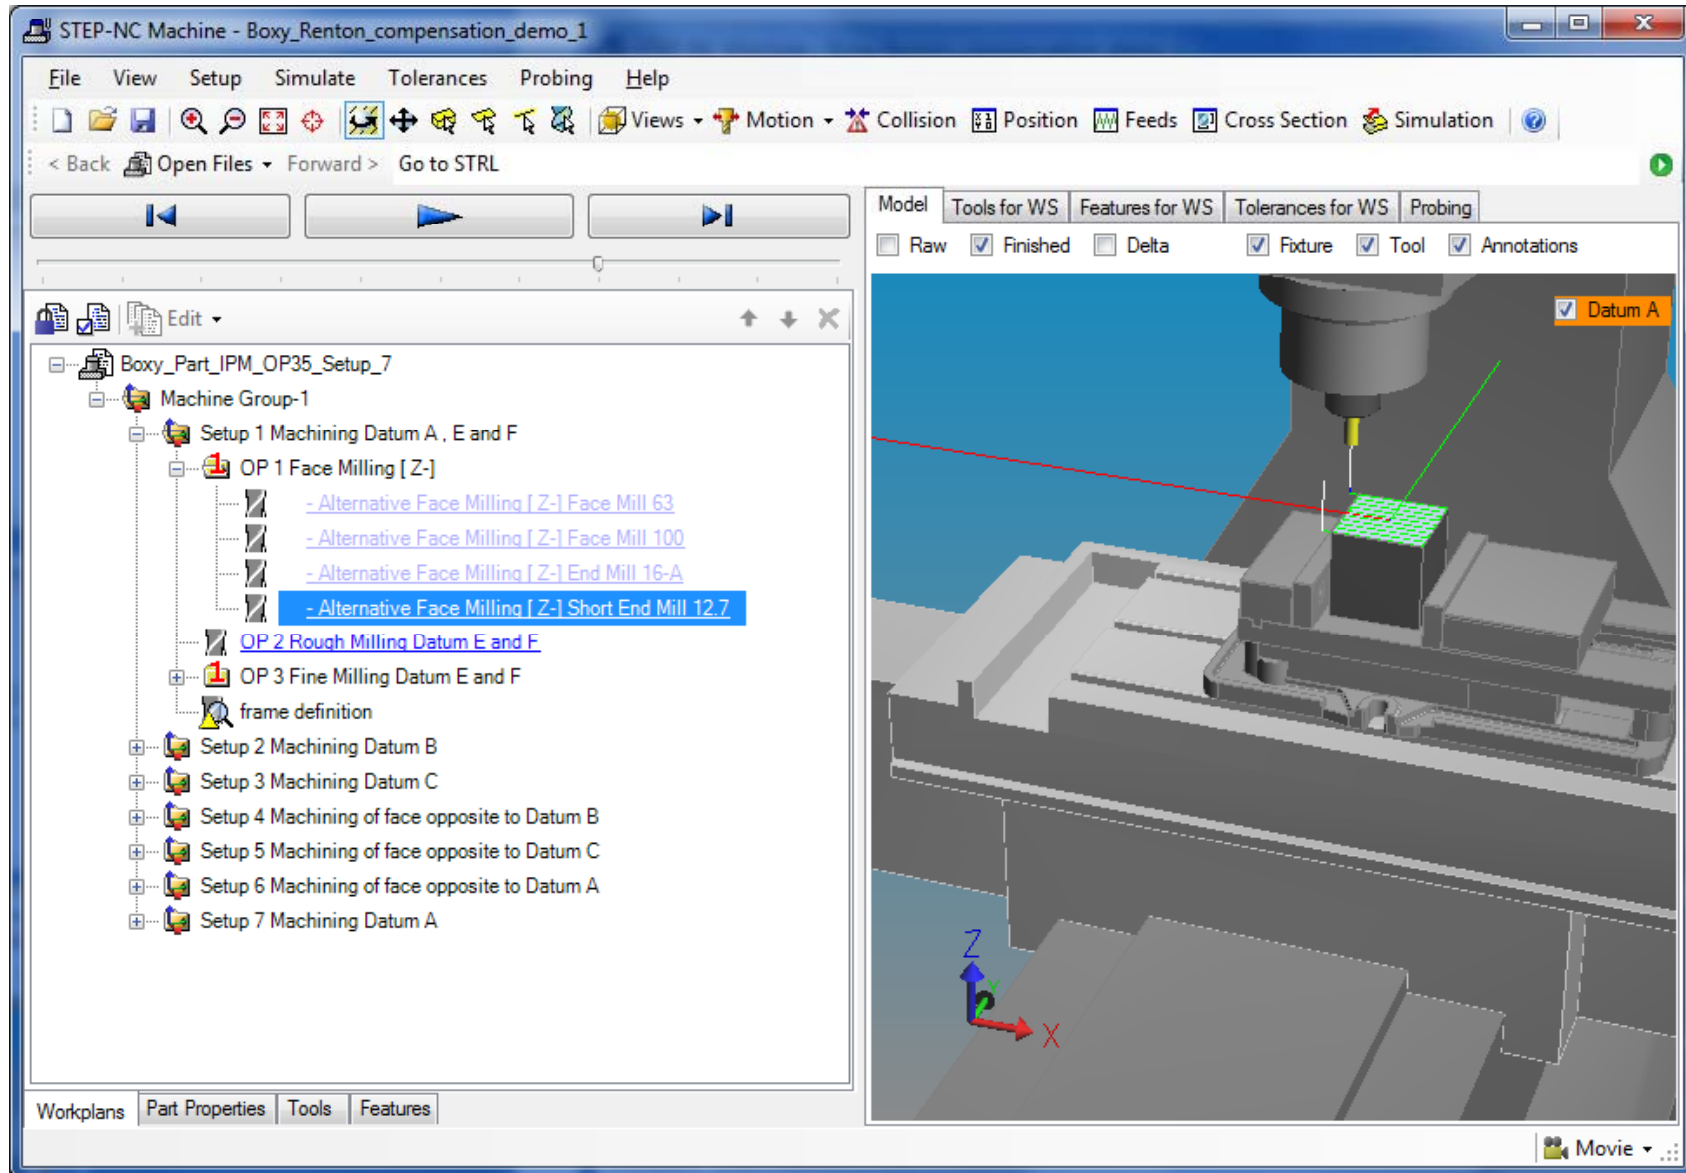 STEP-NC Machine - Boxy_Renton_compensation_demo_1
File View Setup Simulate Tolerances Probing Help
Views Motion Collision Position Feeds Cross Section Simulation
< Back Open Files Forward > Go to STRL
Model Tools for WS Features for WS Tolerances for WS Probing
Raw Finished Delta Fixture Tool Annotations
Datum A
Edit
Boxy_Part_IPM_OP35_Setup_7
Machine Group-1
Setup 1 Machining Datum A , E and F
OP 1 Face Milling [ Z-]
- Alternative Face Milling [ Z-] Face Mill 63
- Alternative Face Milling [ Z-] Face Mill 100
- Alternative Face Milling [ Z-] End Mill 16-A
- Alternative Face Milling [ Z-] Short End Mill 12.7
OP 2 Rough Milling Datum E and F
OP 3 Fine Milling Datum E and F
frame definition
Setup 2 Machining Datum B
Setup 3 Machining Datum C
Setup 4 Machining of face opposite to Datum B
Setup 5 Machining of face opposite to Datum C
Setup 6 Machining of face opposite to Datum A
Setup 7 Machining Datum A
Z
Y
X
Workplans Part Properties Tools Features
Movie